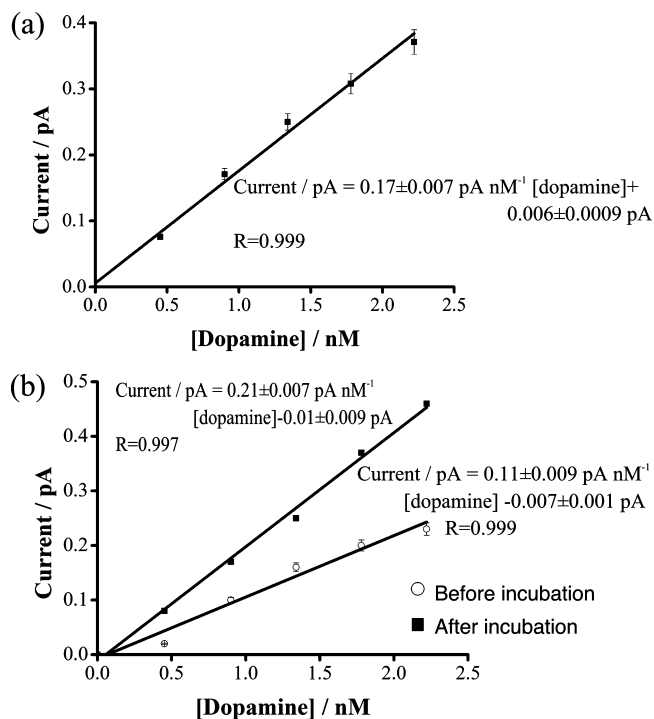 (a)
0.4
0.3
0.2
0.1
0.0
Current / pA
Current / pA = 0.17±0.007 pA nM⁻¹ [dopamine]+
0.006±0.0009 pA
R=0.999
0.0 0.5 1.0 1.5 2.0 2.5
[Dopamine] / nM
(b)
0.5
0.4
0.3
0.2
0.1
0.0
Current / pA
Current / pA = 0.21±0.007 pA nM⁻¹
[dopamine]-0.01±0.009 pA
R=0.997
Current / pA = 0.11±0.009 pA nM⁻¹
[dopamine] -0.007±0.001 pA
R=0.999
Before incubation
After incubation
0.0 0.5 1.0 1.5 2.0 2.5
[Dopamine] / nM